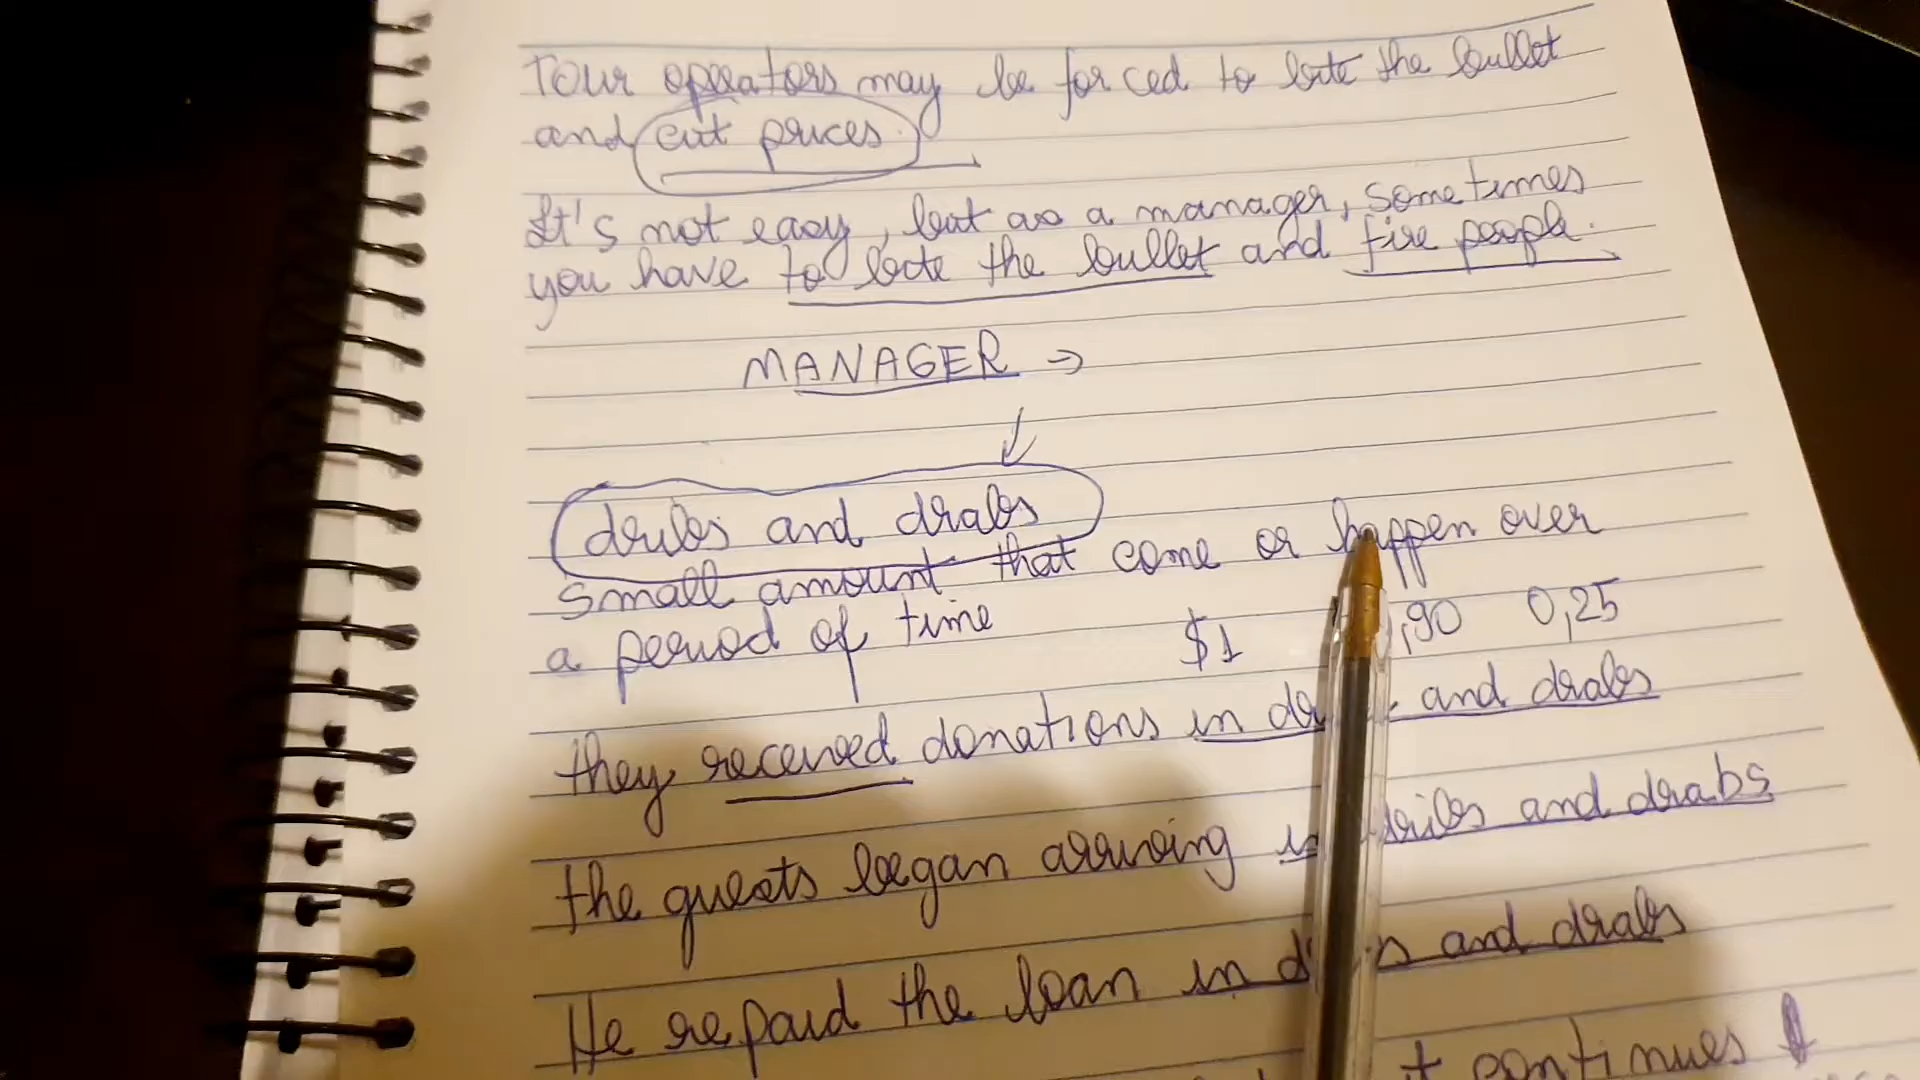 Tour operators may be forced to bite the bullet
and cut prices.
It's not easy, but as a manager, sometimes
you have to bite the bullet and fire people.
MANAGER →
dribs and drabs
small amount that come or happen over
a period of time
$1 ,90 0,25
they received donations in and drabs
the guests began arriving in dribs and drabs
He repaid the loan in and drabs
continues